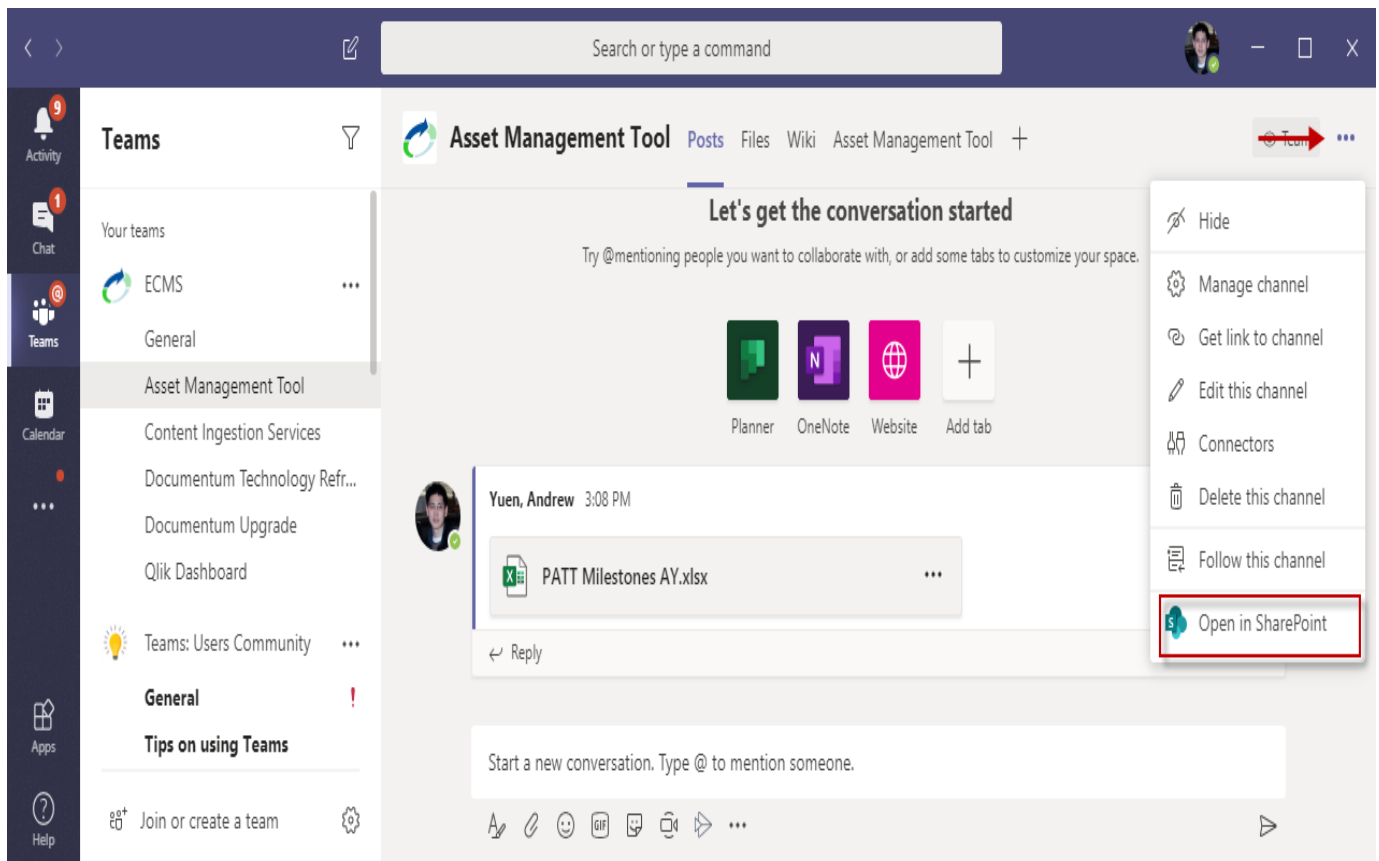 Search or type a command
9
Activity
1
Chat
@
Teams
Calendar
Apps
Help
Teams
Your teams
ECMS
General
Asset Management Tool
Content Ingestion Services
Documentum Technology Refr...
Documentum Upgrade
Qlik Dashboard
Teams: Users Community
General !
Tips on using Teams
Join or create a team
Asset Management Tool Posts Files Wiki Asset Management Tool
Let's get the conversation started
Try @mentioning people you want to collaborate with, or add some tabs to customize your space.
N
Planner OneNote Website Add tab
Yuen, Andrew 3:08 PM
PATT Milestones AY.xlsx
Reply
Start a new conversation. Type @ to mention someone.
GIF
Hide
Manage channel
Get link to channel
Edit this channel
Connectors
Delete this channel
Follow this channel
Open in SharePoint